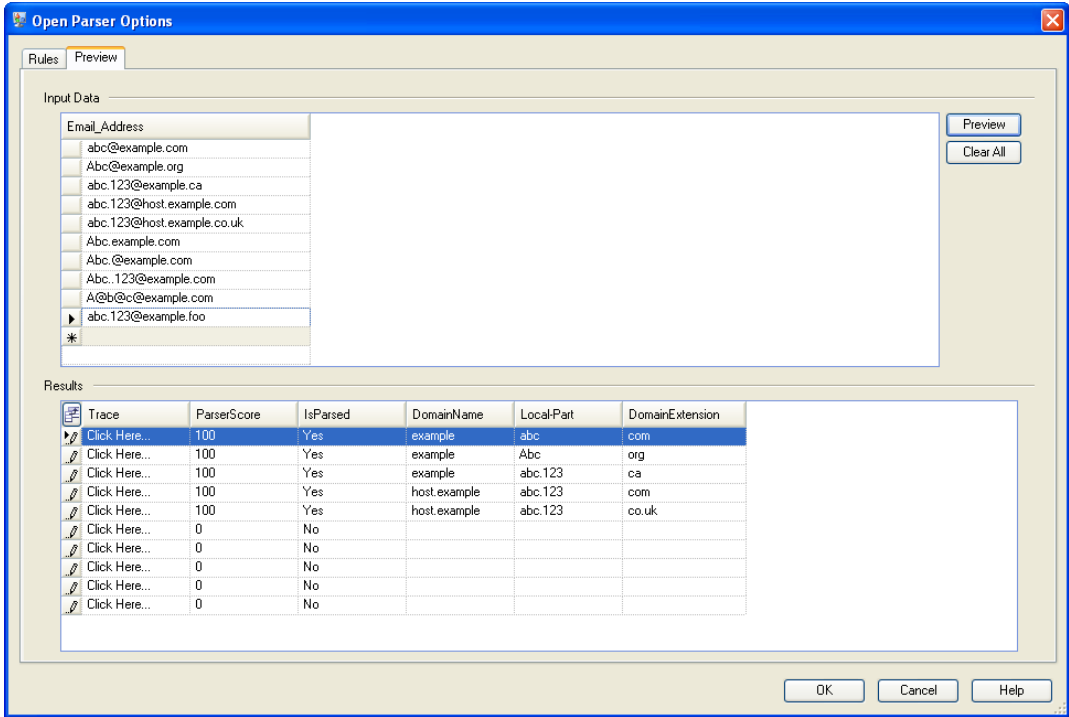 Open Parser Options
Rules Preview
Input Data
Email_Address
Preview
abc@example.com
Clear All
Abc@example.org
abc.123@example.ca
abc.123@host.example.com
abc.123@host.example.co.uk
Abc.example.com
Abc.@example.com
Abc..123@example.com
A@b@c@example.com
abc.123@example.foo
Results
Trace ParserScore IsParsed DomainName Local-Part DomainExtension
Click Here... 100 Yes example abc com
Click Here... 100 Yes example Abc org
Click Here... 100 Yes example abc.123 ca
Click Here... 100 Yes host.example abc.123 com
Click Here... 100 Yes host.example abc.123 co.uk
Click Here... 0 No
Click Here... 0 No
Click Here... 0 No
Click Here... 0 No
Click Here... 0 No
OK Cancel Help